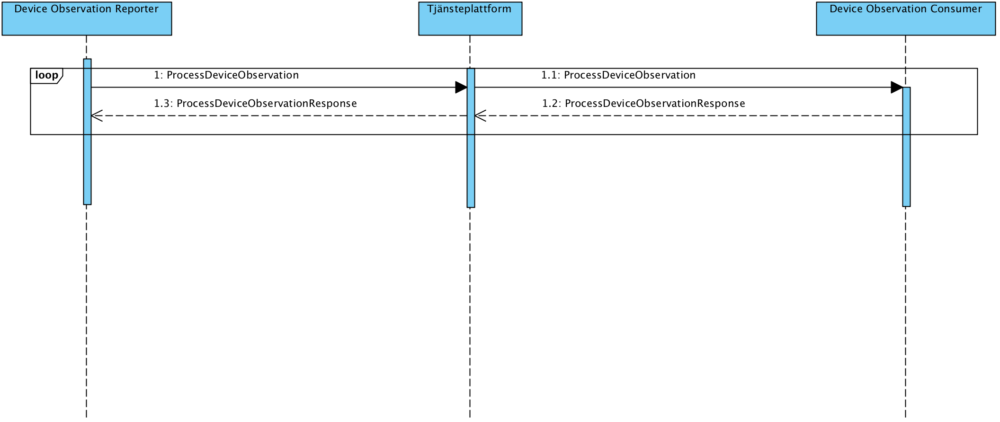 Device Observation Reporter
Tjänsteplattform
Device Observation Consumer
loop
1: ProcessDeviceObservation
1.1: ProcessDeviceObservation
1.3: ProcessDeviceObservationResponse
1.2: ProcessDeviceObservationResponse